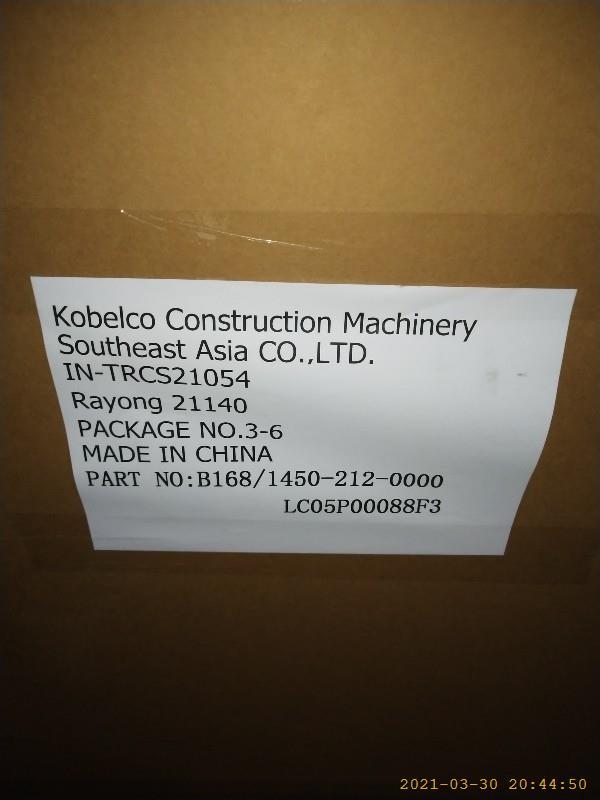 Kobelco Construction Machinery
Southeast Asia CO.,LTD.
IN-TRCS21054
Rayong 21140
PACKAGE NO.3-6
MADE IN CHINA
PART NO:B168/1450-212-0000
LC05P00088F3
2021-03-30 20:44:50